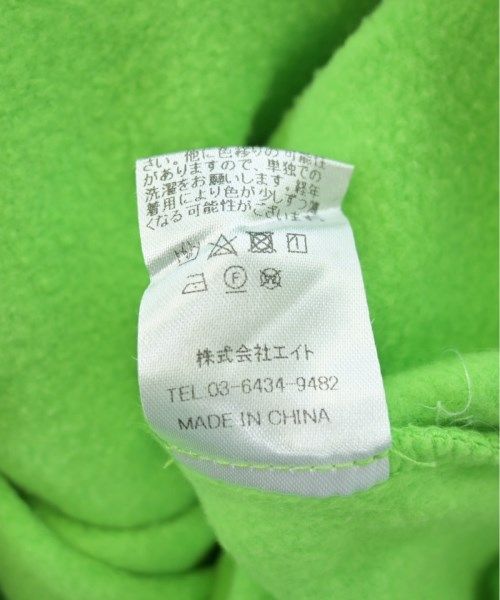 さい。他に色移りの可能性
がありますので、単独での
洗濯をお願いします。経年
着用により色が少しずつ薄
くなる可能性がございます。
F
株式会社エイト
TEL.03-6434-9482
MADE IN CHINA